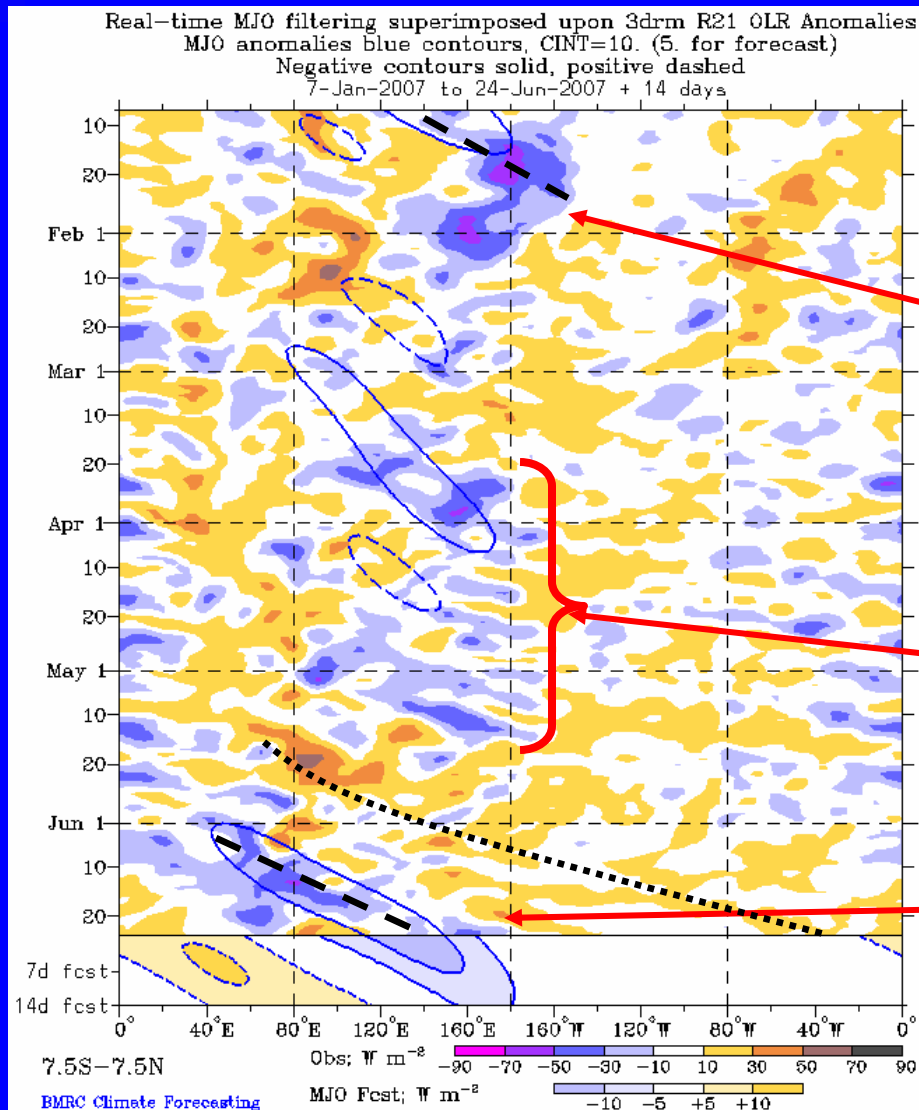 Real-time MJO filtering superimposed upon 3drm R21 OLR Anomalies
MJO anomalies blue contours, CINT=10. (5. for forecast)
Negative contours solid, positive dashed
7-Jan-2007 to 24-Jun-2007 + 14 days
10
20
Feb 1
10
20
Mar 1
10
20
Apr 1
10
20
May 1
10
20
Jun 1
10
20
7d fcst
14d fcst
0° 40°E 80°E 120°E 160°E 160°W 120°W 80°W 40°W 0°
7.5S-7.5N
Obs; W m⁻²
-90 -70 -50 -30 -10 10 30 50 70 90
BMRC Climate Forecasting
MJO Fcst; W m⁻²
-10 -5 +5 +10